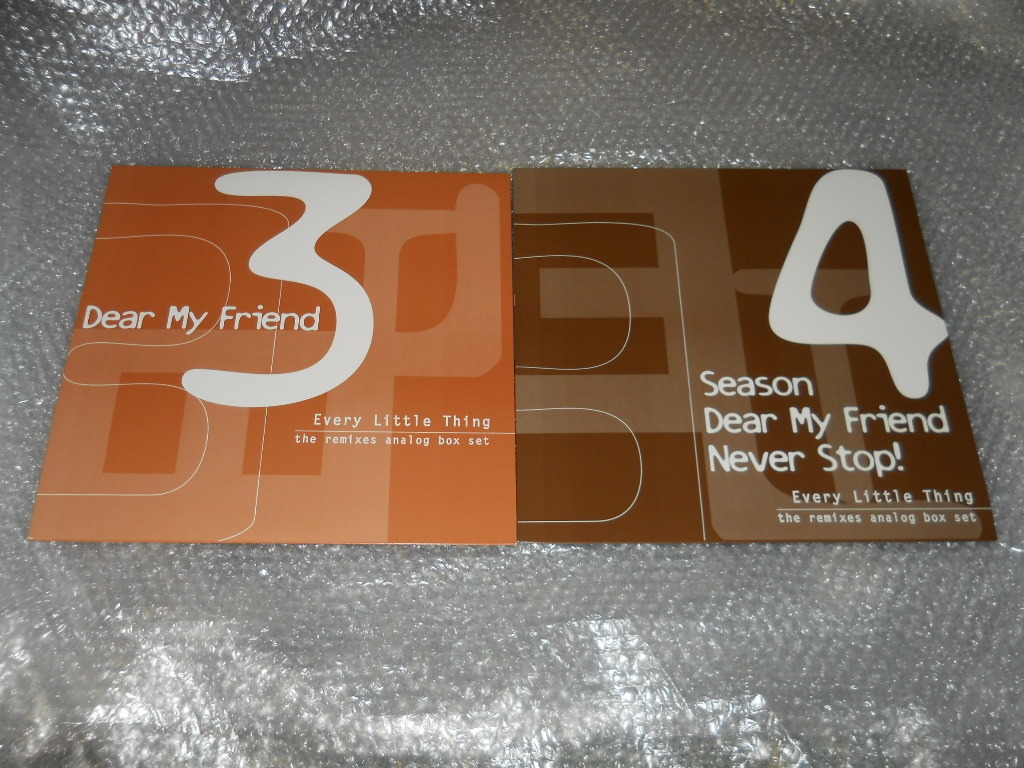 3
Dear My Friend
Every Little Thing
the remixes analog box set
4
Season
Dear My Friend
Never Stop!
Every Little Thing
the remixes analog box set